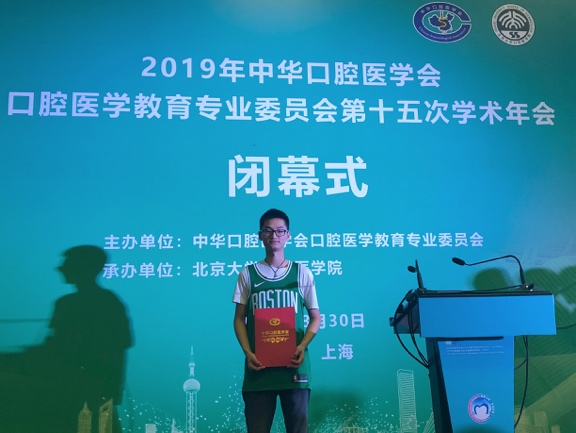 2019年中华口腔医学会
口腔医学教育专业委员会第十五次学术年会
闭幕式
主办单位：中华口腔 会口腔医学教育专业委员会
承办单位：北京大 医学院
月30日
上海
BOSTON